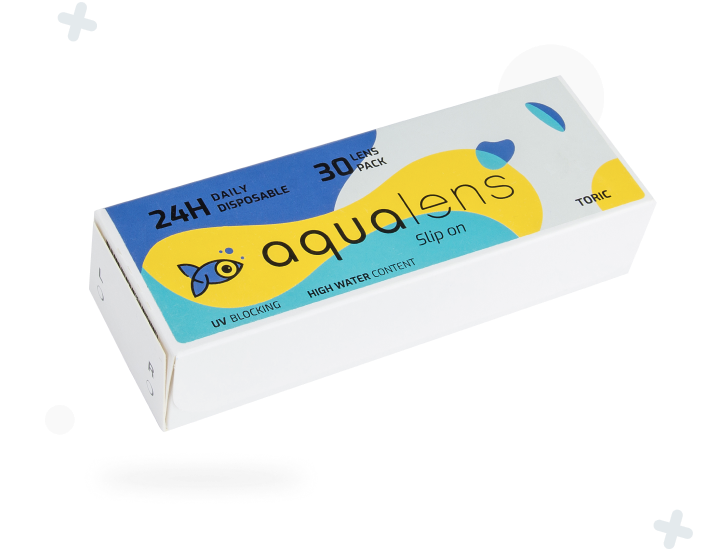 24H DAILY
DISPOSABLE
30 LENS
PACK
aqualens
Slip on
TORIC
UV BLOCKING
HIGH WATER CONTENT
L
R